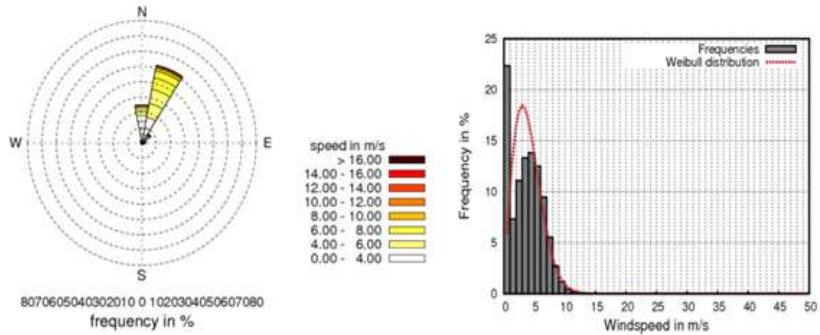 N
W
E
S
80706050403020100 1020304050607080
frequency in %
speed in m/s
> 16.00
14.00 - 16.00
12.00 - 14.00
10.00 - 12.00
8.00 - 10.00
6.00 - 8.00
4.00 - 6.00
0.00 - 4.00
Frequencies
Weibull distribution
Frequency in %
25
20
15
10
5
0
0 5 10 15 20 25 30 35 40 45 50
Windspeed in m/s